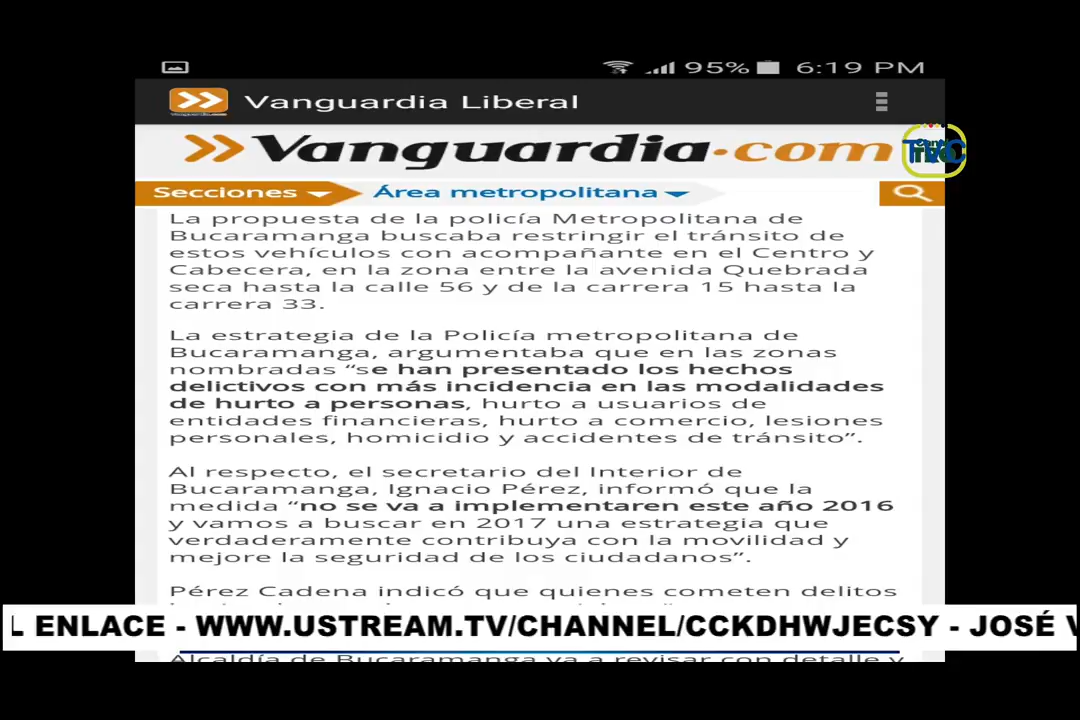 95% 6:19 PM
Vanguardia Liberal
Vanguardia.com
TVC
Secciones Área metropolitana
La propuesta de la policía Metropolitana de
Bucaramanga buscaba restringir el tránsito de
estos vehículos con acompañante en el Centro y
Cabecera, en la zona entre la avenida Quebrada
seca hasta la calle 56 y de la carrera 15 hasta la
carrera 33.
La estrategia de la Policía metropolitana de
Bucaramanga, argumentaba que en las zonas
nombradas “se han presentado los hechos
delictivos con más incidencia en las modalidades
de hurto a personas, hurto a usuarios de
entidades financieras, hurto a comercio, lesiones
personales, homicidio y accidentes de tránsito”.
Al respecto, el secretario del Interior de
Bucaramanga, Ignacio Pérez, informó que la
medida “no se va a implementaren este año 2016
y vamos a buscar en 2017 una estrategia que
verdaderamente contribuya con la movilidad y
mejore la seguridad de los ciudadanos”.
Pérez Cadena indicó que quienes cometen delitos
L ENLACE - WWW.USTREAM.TV/CHANNEL/CCKDHWJECSY - JOSÉ V
Alcaldía de Bucaramanga va a revisar con detalle y